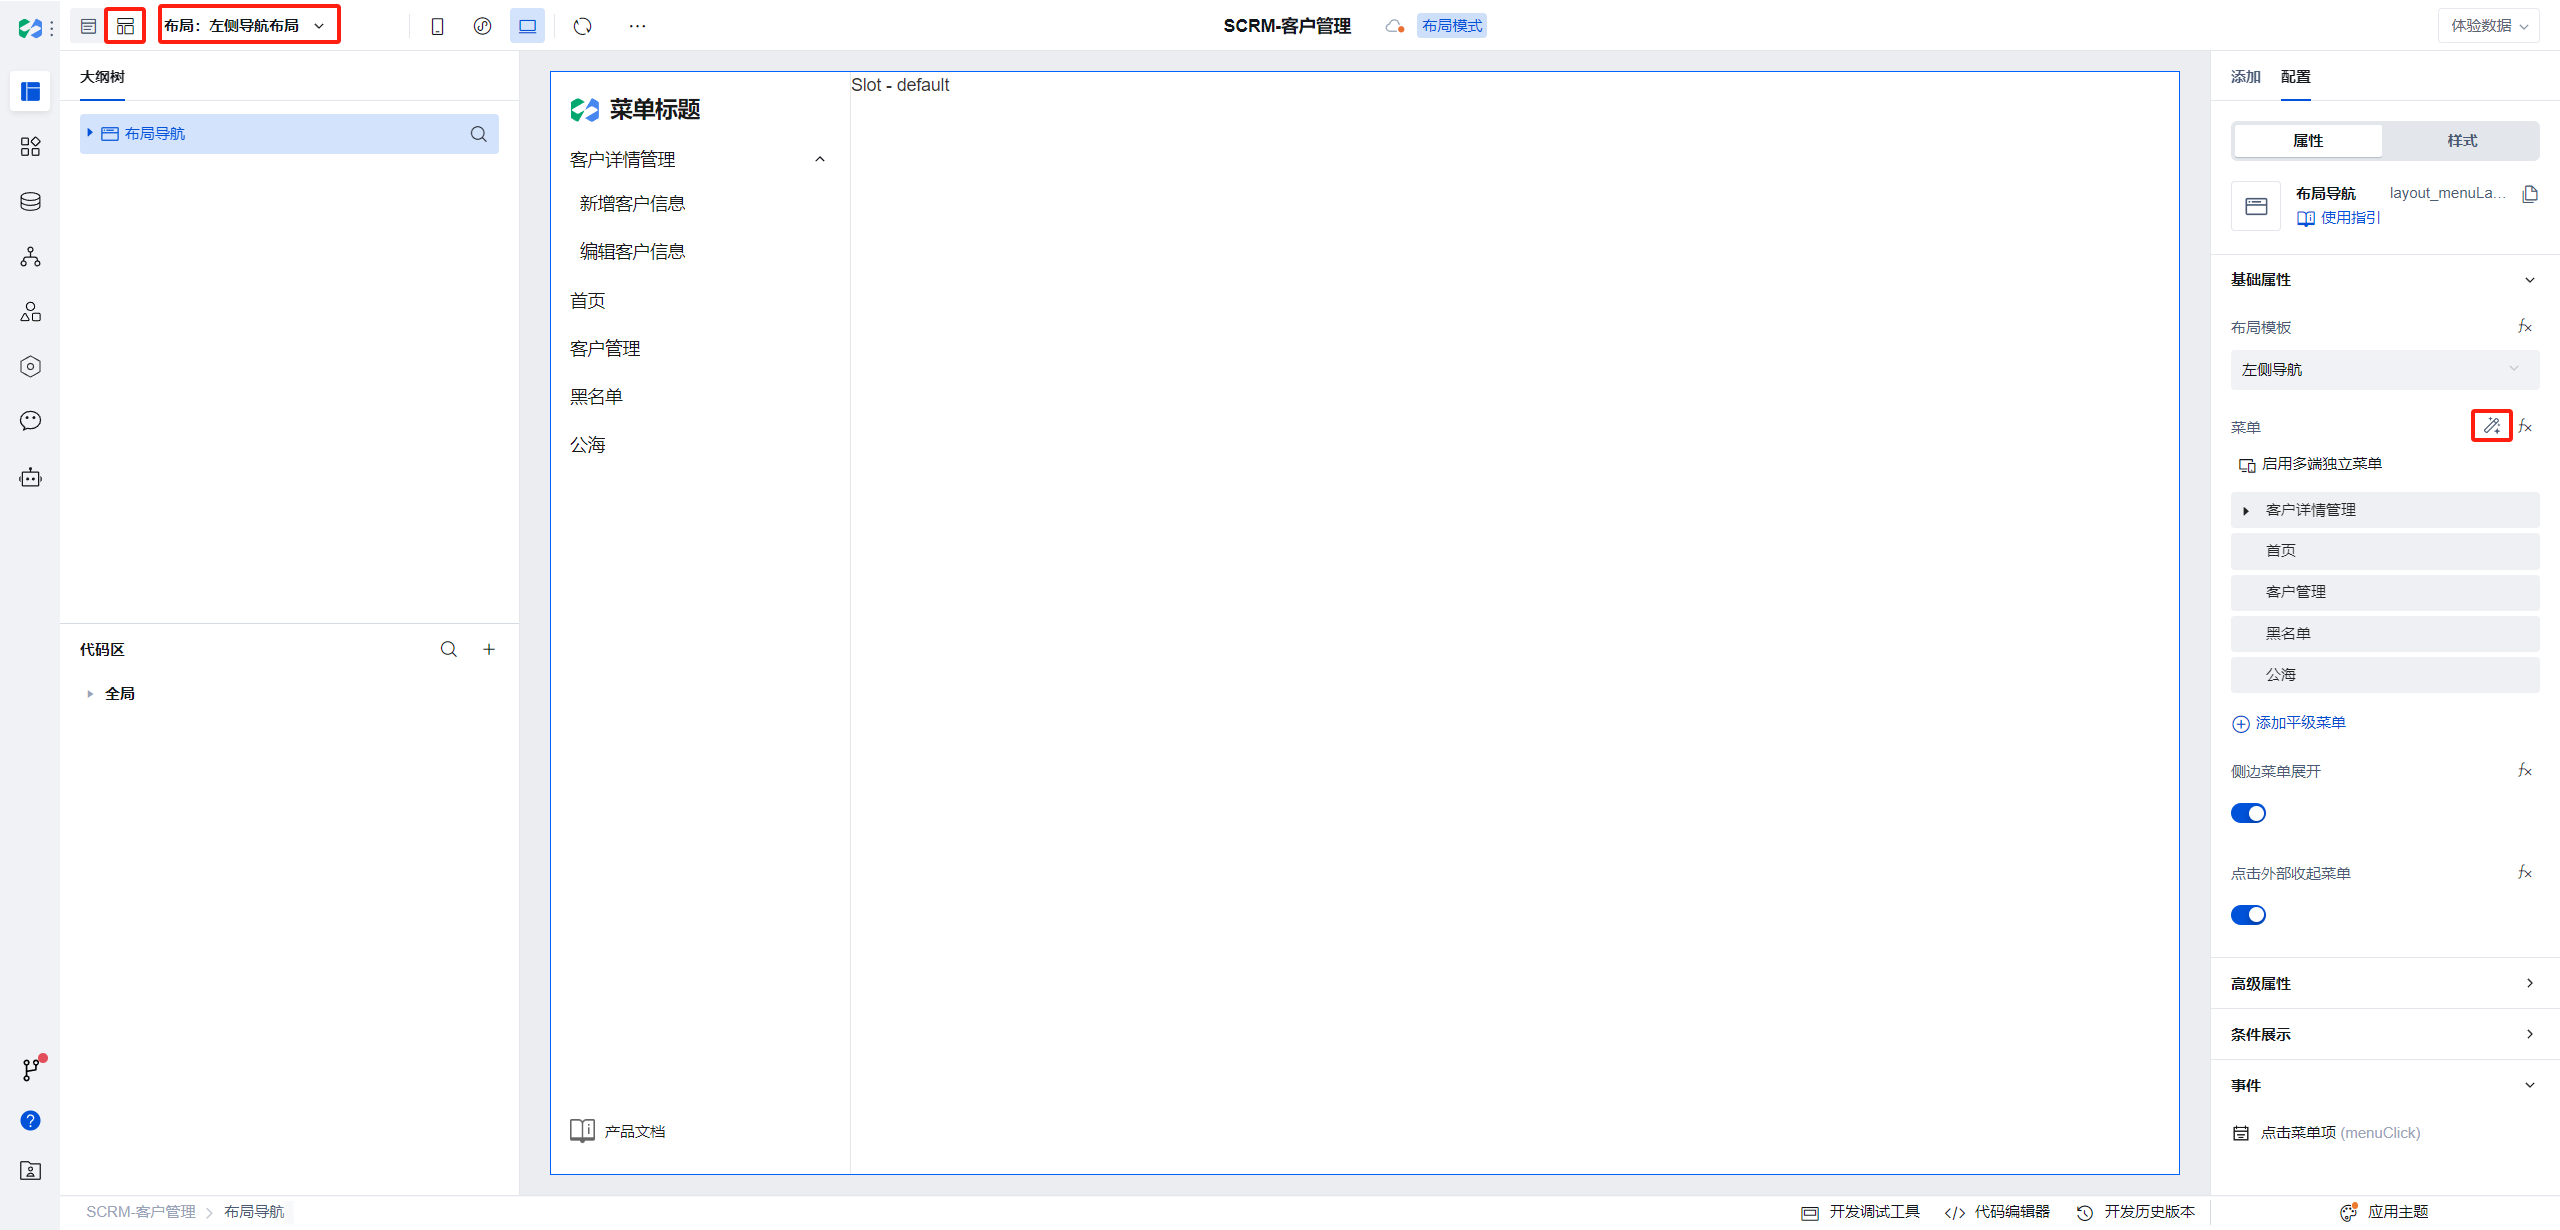 布局：左侧导航布局
SCRM-客户管理
布局模式
体验数据
大纲树
布局导航
代码区
全局
菜单标题
客户详情管理
新增客户信息
编辑客户信息
首页
客户管理
黑名单
公海
产品文档
Slot - default
添加
配置
属性
样式
布局导航
layout_menuLa...
使用指引
基础属性
布局模板
fx
左侧导航
菜单
fx
启用多端独立菜单
客户详情管理
首页
客户管理
黑名单
公海
添加平级菜单
侧边菜单展开
fx
点击外部收起菜单
fx
高级属性
条件展示
事件
点击菜单项 (menuClick)
SCRM-客户管理
布局导航
开发调试工具
代码编辑器
开发历史版本
应用主题